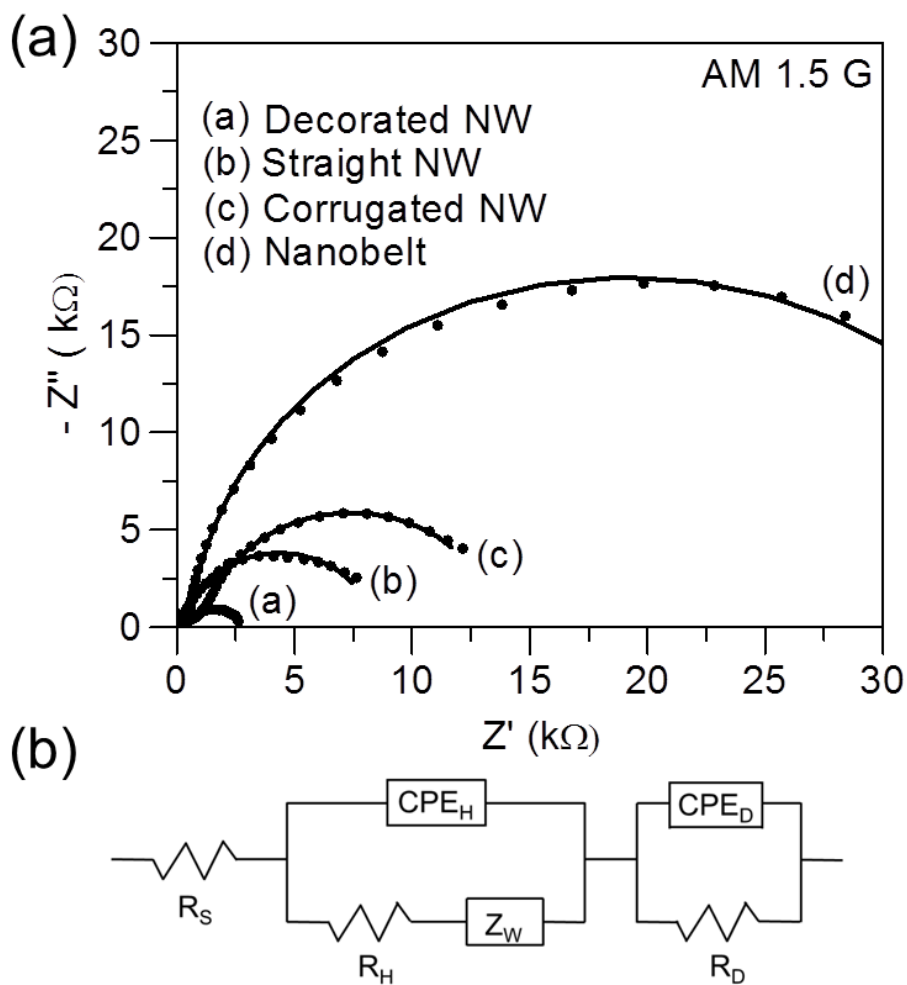 (a)
30
25
20
15
10
5
0
- Z" ( kΩ)
AM 1.5 G
(a) Decorated NW
(b) Straight NW
(c) Corrugated NW
(d) Nanobelt
(d)
(c)
(b)
(a)
0 5 10 15 20 25 30
Z' (kΩ)
(b)
CPE_H
CPE_D
R_S
Z_W
R_H
R_D